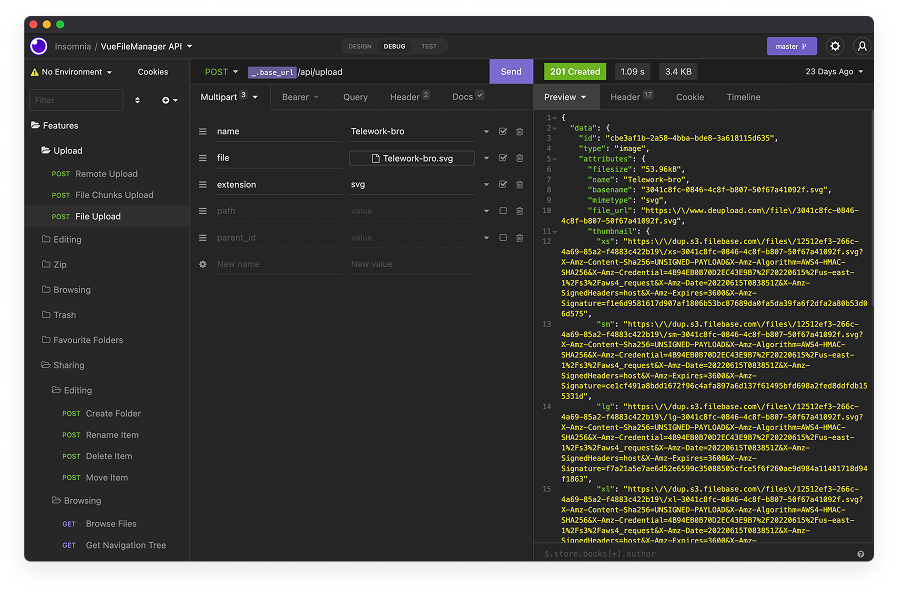 Insomnia / VueFileManager API
DESIGN DEBUG TEST
master
No Environment
Cookies
POST _.base_url /api/upload
Send
201 Created 1.09 s 3.4 KB 23 Days Ago
Filter
Multipart 3 Bearer Query Header 2 Docs
Preview Header 17 Cookie Timeline
Features
Upload
POST Remote Upload
POST File Chunks Upload
POST File Upload
Editing
Zip
Browsing
Trash
Favourite Folders
Sharing
Editing
POST Create Folder
POST Rename Item
POST Delete Item
POST Move Item
Browsing
GET Browse Files
GET Get Navigation Tree
name Telework-bro
file Telework-bro.svg
extension svg
path value
parent_id value
New name New value
1 {
2 "data": {
3 "id": "cbe3af1b-2a58-4bba-bde8-3a618115d635",
4 "type": "image",
5 "attributes": {
6 "filesize": "53.96kB",
7 "name": "Telework-bro",
8 "basename": "3041c8fc-0846-4c8f-b807-50f67a41092f.svg",
9 "mimetype": "svg",
10 "file_url": "https:\/\/www.deupload.com\/file\/3041c8fc-0846-
4c8f-b807-50f67a41092f.svg",
11 "thumbnail": {
12 "xs": "https:\/\/dup.s3.filebase.com\/files\/12512ef3-266c-
4a69-85a2-f4883c422b19\/xs-3041c8fc-0846-4c8f-b807-50f67a41092f.svg?
X-Amz-Content-Sha256=UNSIGNED-PAYLOAD&X-Amz-Algorithm=AWS4-HMAC-
SHA256&X-Amz-Credential=4B94EB0B70D2EC43E9B7%2F20220615%2Fus-east-
1%2Fs3%2Faws4_request&X-Amz-Date=20220615T083851Z&X-Amz-
SignedHeaders=host&X-Amz-Expires=3600&X-Amz-
Signature=f1e6d9581617d907af1806b53bc87689da0fa5da39fa6f2dfa2a80b53d06
d575",
13 "sm": "https:\/\/dup.s3.filebase.com\/files\/12512ef3-266c-
4a69-85a2-f4883c422b19\/sm-3041c8fc-0846-4c8f-b807-50f67a41092f.svg?
X-Amz-Content-Sha256=UNSIGNED-PAYLOAD&X-Amz-Algorithm=AWS4-HMAC-
SHA256&X-Amz-Credential=4B94EB0B70D2EC43E9B7%2F20220615%2Fus-east-
1%2Fs3%2Faws4_request&X-Amz-Date=20220615T083851Z&X-Amz-
SignedHeaders=host&X-Amz-Expires=3600&X-Amz-
Signature=ce1cf491a8bdd1672f96c4afa897a6d137f61495bfd698a2fed8ddfdb15
5331d",
14 "lg": "https:\/\/dup.s3.filebase.com\/files\/12512ef3-266c-
4a69-85a2-f4883c422b19\/lg-3041c8fc-0846-4c8f-b807-50f67a41092f.svg?
X-Amz-Content-Sha256=UNSIGNED-PAYLOAD&X-Amz-Algorithm=AWS4-HMAC-
SHA256&X-Amz-Credential=4B94EB0B70D2EC43E9B7%2F20220615%2Fus-east-
1%2Fs3%2Faws4_request&X-Amz-Date=20220615T083851Z&X-Amz-
SignedHeaders=host&X-Amz-Expires=3600&X-Amz-
Signature=f7a21a5e7ae6d52e6599c35088505cfce5f6f260ae9d984a11481718d94
f1863",
15 "xl": "https:\/\/dup.s3.filebase.com\/files\/12512ef3-266c-
4a69-85a2-f4883c422b19\/xl-3041c8fc-0846-4c8f-b807-50f67a41092f.svg?
X-Amz-Content-Sha256=UNSIGNED-PAYLOAD&X-Amz-Algorithm=AWS4-HMAC-
SHA256&X-Amz-Credential=4B94EB0B70D2EC43E9B7%2F20220615%2Fus-east-
1%2Fs3%2Faws4_request&X-Amz-Date=20220615T083851Z&X-Amz-
SignedHeaders=host&X-Amz-Expires=3600&X-Amz-
$.store.books[*].author